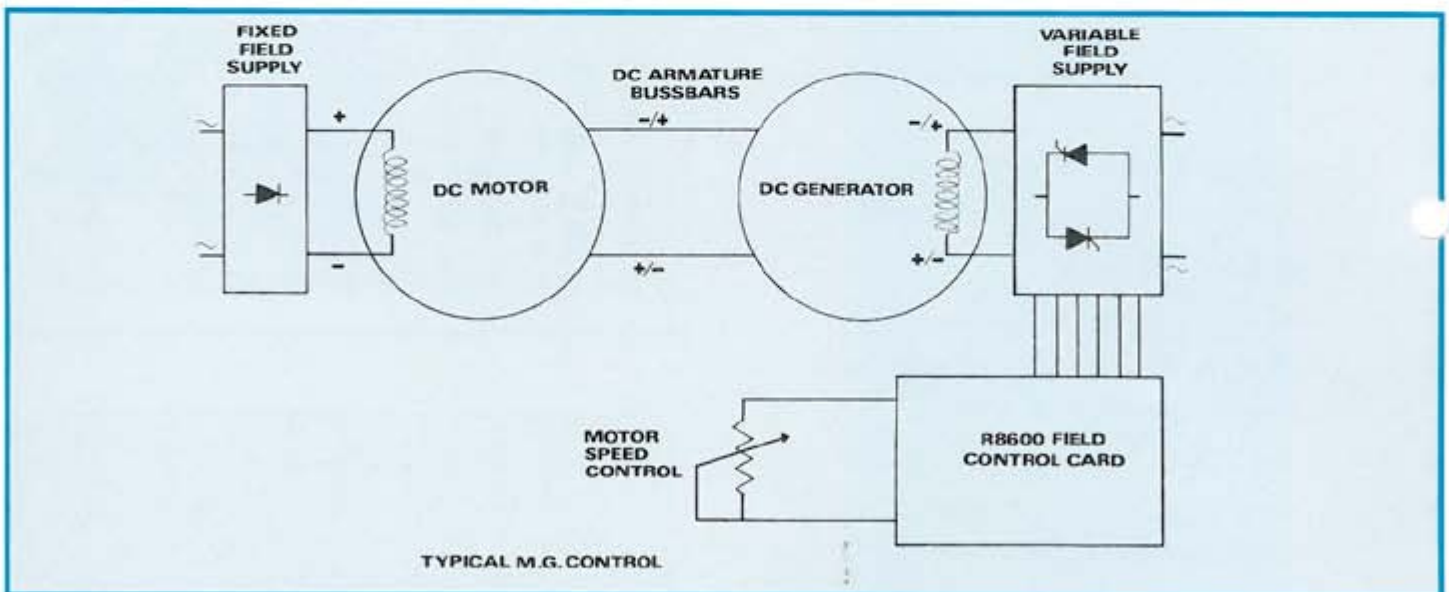 FIXED
FIELD
SUPPLY
VARIABLE
FIELD
SUPPLY
DC ARMATURE
BUSSBARS
+
-/+
-/+
DC MOTOR
DC GENERATOR
-
+/-
+/-
MOTOR
SPEED
CONTROL
R8600 FIELD
CONTROL CARD
TYPICAL M.G. CONTROL